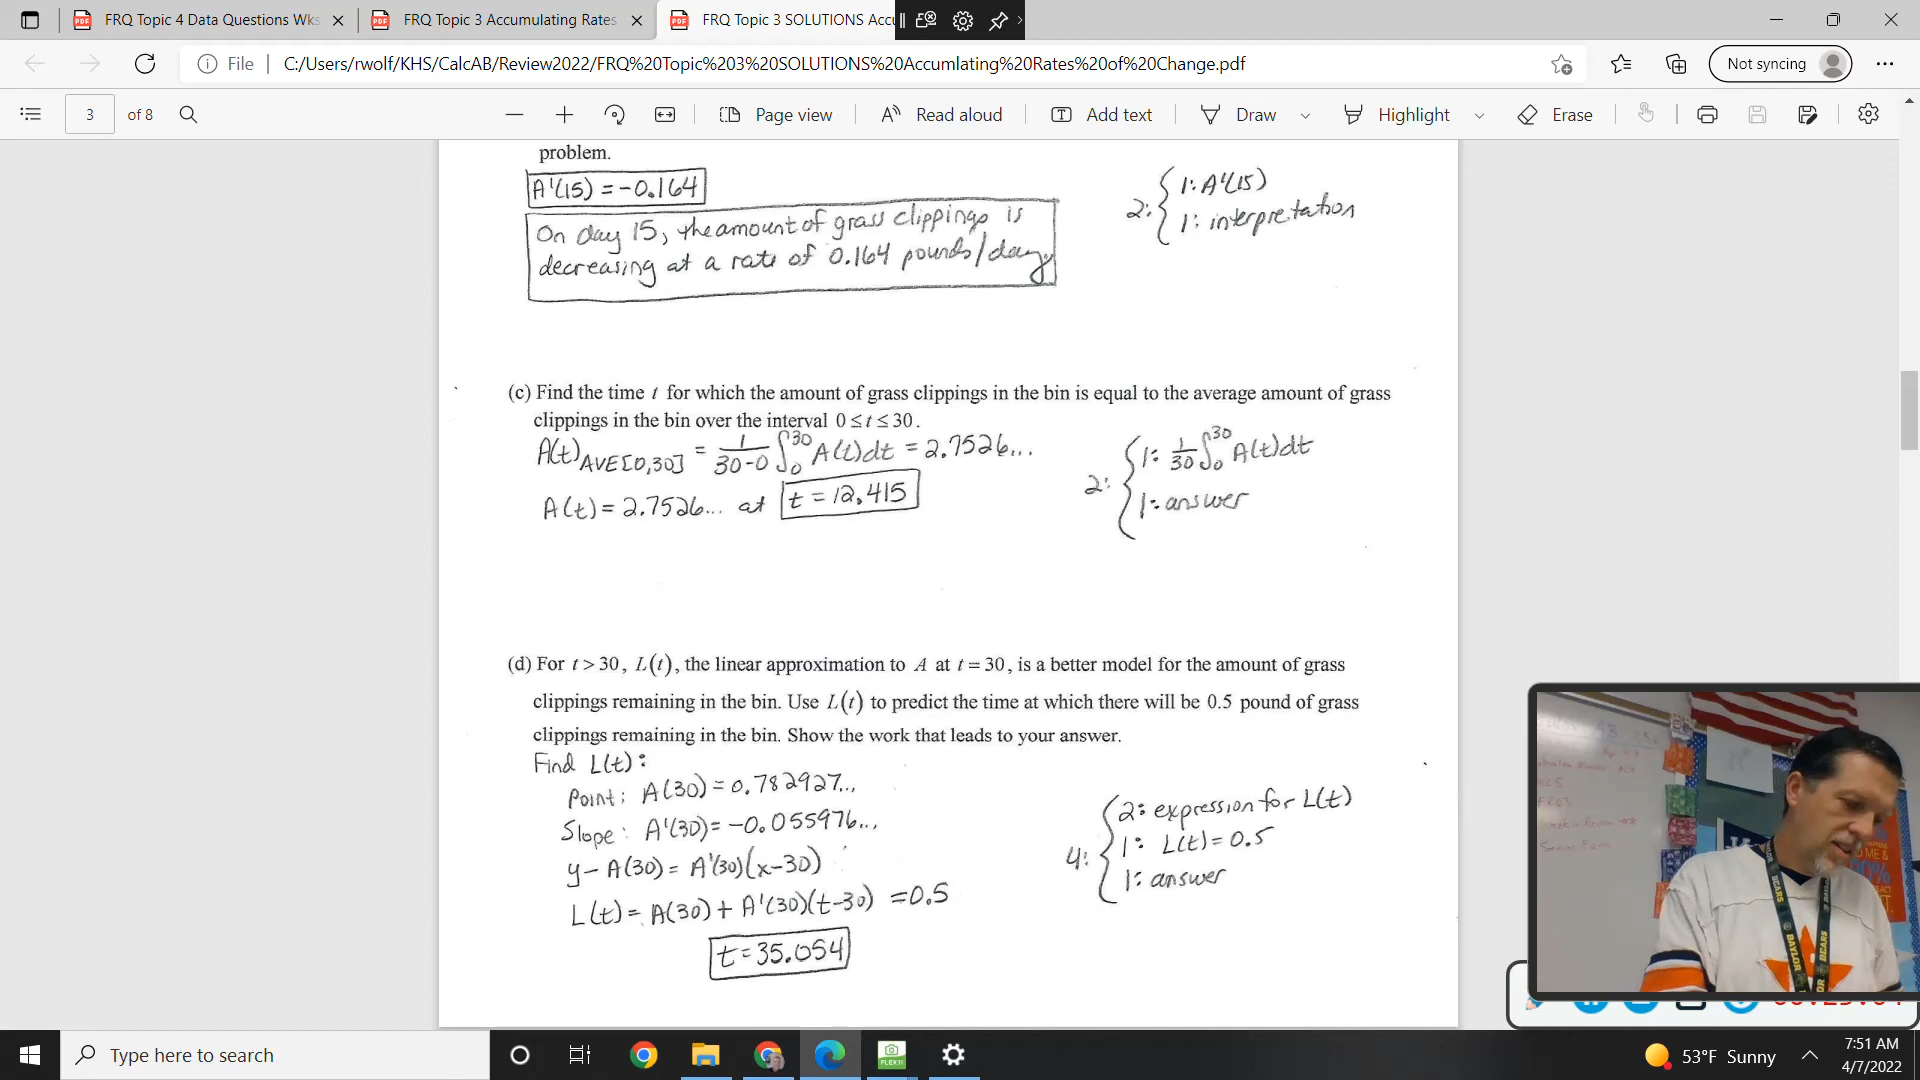 FRQ Topic 4 Data Questions Wks
FRQ Topic 3 Accumulating Rates
FRQ Topic 3 SOLUTIONS Accu
File
C:/Users/rwolf/KHS/CalcAB/Review2022/FRQ%20Topic%203%20SOLUTIONS%20Accumlating%20Rates%20of%20Change.pdf
Not syncing
3 of 8
Page view
Read aloud
Add text
Draw
Highlight
Erase
problem.
A'(15) = -0.164
On day 15, the amount of grass clippings is
decreasing at a rate of 0.164 pounds/day.
2: { 1: A'(15)
1: interpretation
(c) Find the time t for which the amount of grass clippings in the bin is equal to the average amount of grass
clippings in the bin over the interval 0 ≤ t ≤ 30.
A(t) AVE[0,30] = 1/30-0 ∫₀³⁰ A(t)dt = 2.7526...
A(t) = 2.7526... at t = 12.415
2: { 1: 1/30 ∫₀³⁰ A(t)dt
1: answer
(d) For t > 30, L(t), the linear approximation to A at t = 30, is a better model for the amount of grass
clippings remaining in the bin. Use L(t) to predict the time at which there will be 0.5 pound of grass
clippings remaining in the bin. Show the work that leads to your answer.
Find L(t):
Point: A(30) = 0.782927...
Slope: A'(30) = -0.055976...
y - A(30) = A'(30)(x-30)
L(t) = A(30) + A'(30)(t-30) = 0.5
t = 35.054
4: { 2: expression for L(t)
1: L(t) = 0.5
1: answer
BAYLOR
BEARS
Type here to search
FLEX11
53°F Sunny
7:51 AM
4/7/2022